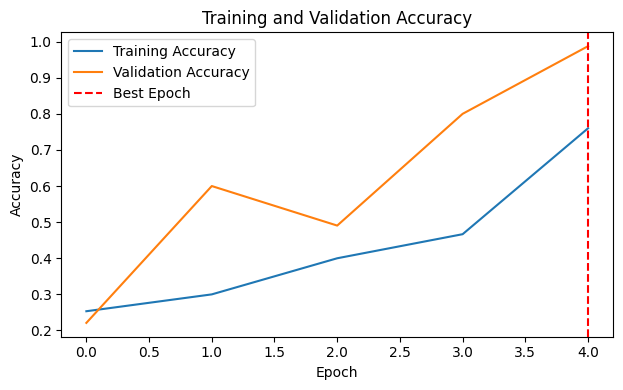 Training and Validation Accuracy
Training Accuracy
Validation Accuracy
Best Epoch
Accuracy
1.0
0.9
0.8
0.7
0.6
0.5
0.4
0.3
0.2
0.0 0.5 1.0 1.5 2.0 2.5 3.0 3.5 4.0
Epoch